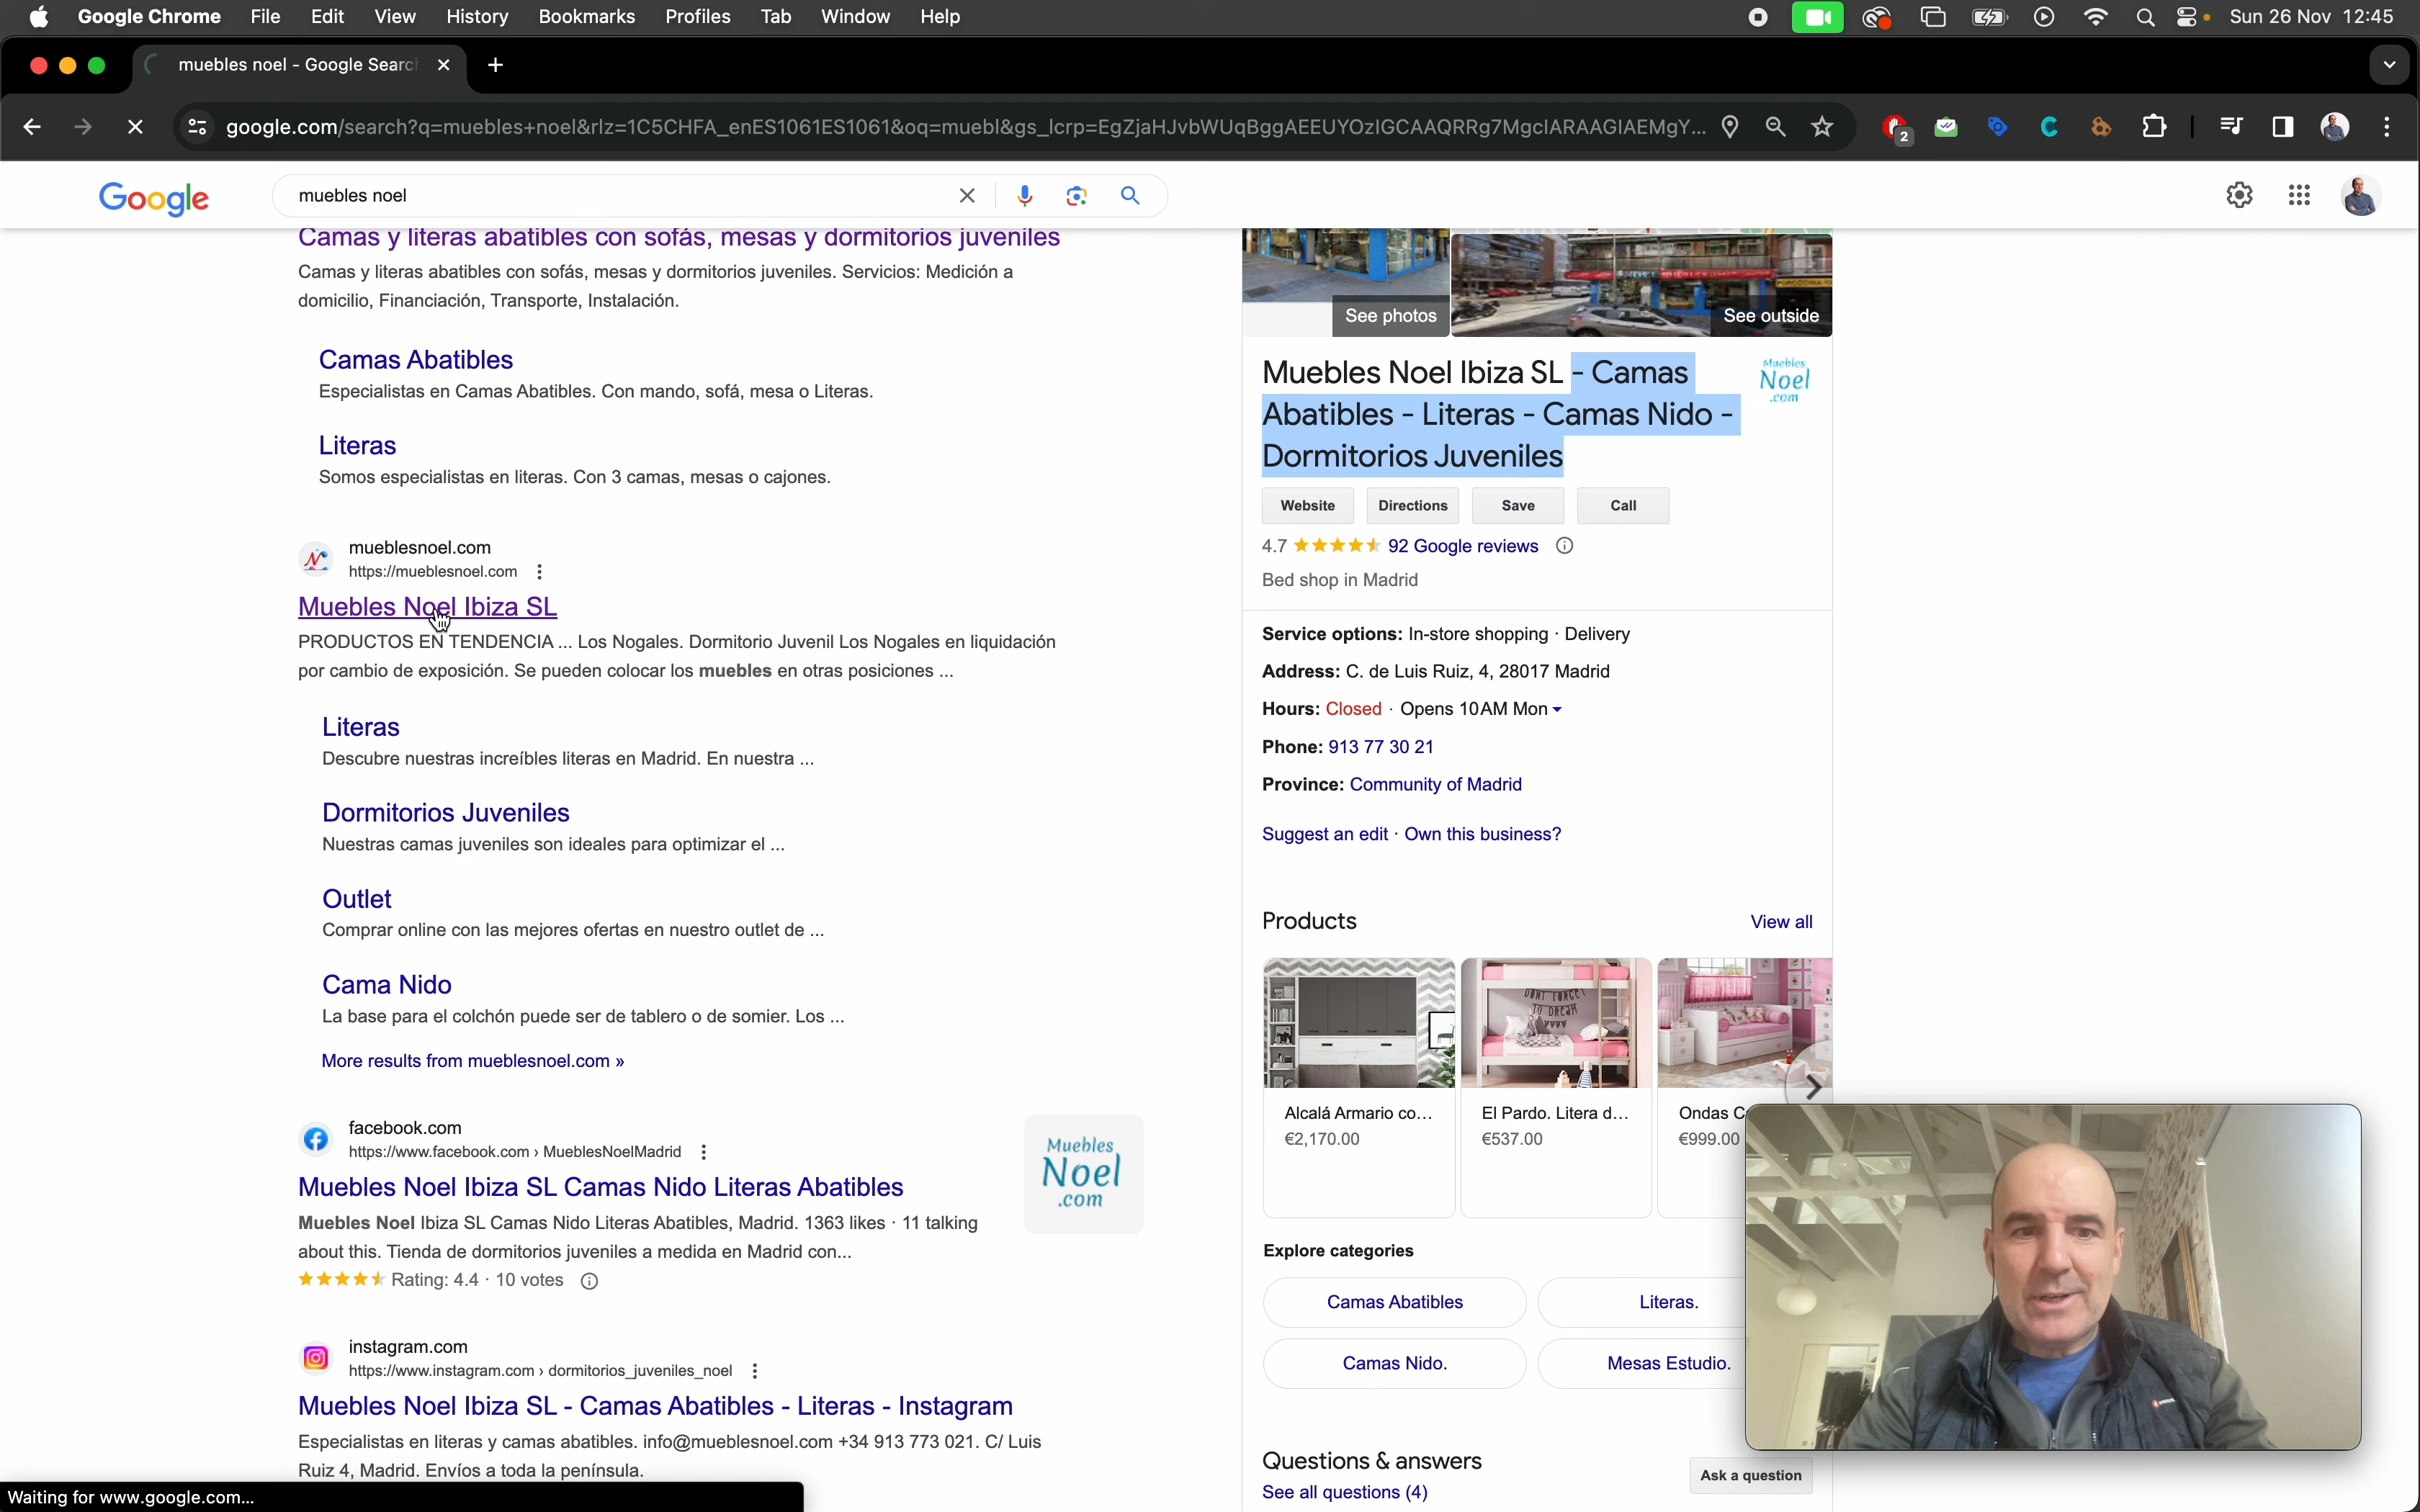 Google Chrome File Edit View History Bookmarks Profiles Tab Window Help
Sun 26 Nov 12:45
muebles noel - Google Search
google.com/search?q=muebles+noel&rlz=1C5CHFA_enES1061ES1061&oq=muebl&gs_lcrp=EgZjaHJvbWUqBggAEEUYOzIGCAAQRRg7MgcIARAAGIAEMgY...
2
Google
muebles noel
Camas y literas abatibles con sofás, mesas y dormitorios juveniles
Camas y literas abatibles con sofás, mesas y dormitorios juveniles. Servicios: Medición a
domicilio, Financiación, Transporte, Instalación.
Camas Abatibles
Especialistas en Camas Abatibles. Con mando, sofá, mesa o Literas.
Literas
Somos especialistas en literas. Con 3 camas, mesas o cajones.
mueblesnoel.com
https://mueblesnoel.com
Muebles Noel Ibiza SL
PRODUCTOS EN TENDENCIA ... Los Nogales. Dormitorio Juvenil Los Nogales en liquidación
por cambio de exposición. Se pueden colocar los muebles en otras posiciones ...
Literas
Descubre nuestras increíbles literas en Madrid. En nuestra ...
Dormitorios Juveniles
Nuestras camas juveniles son ideales para optimizar el ...
Outlet
Comprar online con las mejores ofertas en nuestro outlet de ...
Cama Nido
La base para el colchón puede ser de tablero o de somier. Los ...
More results from mueblesnoel.com »
facebook.com
https://www.facebook.com › MueblesNoelMadrid
Muebles Noel Ibiza SL Camas Nido Literas Abatibles
Muebles Noel Ibiza SL Camas Nido Literas Abatibles, Madrid. 1363 likes · 11 talking
about this. Tienda de dormitorios juveniles a medida en Madrid con...
Rating: 4.4 · 10 votes
Muebles
Noel
.com
instagram.com
https://www.instagram.com › dormitorios_juveniles_noel
Muebles Noel Ibiza SL - Camas Abatibles - Literas - Instagram
Especialistas en literas y camas abatibles. info@mueblesnoel.com +34 913 773 021. C/ Luis
Ruiz 4, Madrid. Envíos a toda la península.
Waiting for www.google.com...
See photos
See outside
Muebles Noel Ibiza SL - Camas
Abatibles - Literas - Camas Nido -
Dormitorios Juveniles
Muebles
Noel
.com
Website Directions Save Call
4.7 92 Google reviews
Bed shop in Madrid
Service options: In-store shopping · Delivery
Address: C. de Luis Ruiz, 4, 28017 Madrid
Hours: Closed · Opens 10AM Mon
Phone: 913 77 30 21
Province: Community of Madrid
Suggest an edit · Own this business?
Products
View all
DONT FORGET
TO DREAM
Alcalá Armario co...
€2,170.00
El Pardo. Litera d...
€537.00
Ondas C
€999.00
Explore categories
Camas Abatibles
Literas.
Camas Nido.
Mesas Estudio.
Questions & answers
See all questions (4)
Ask a question